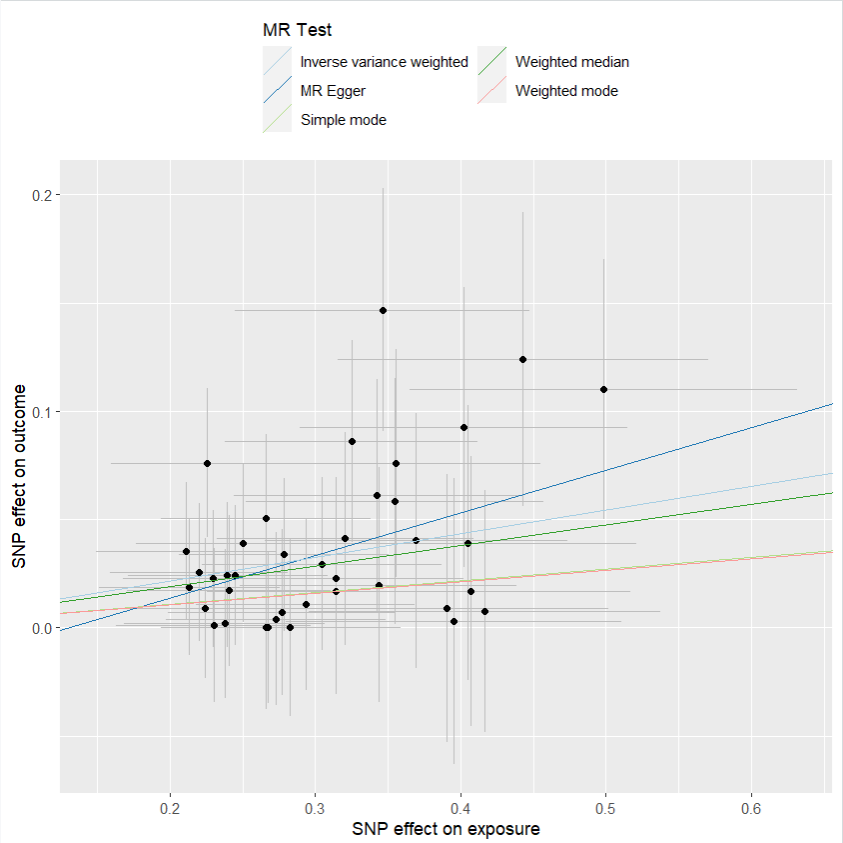 MR Test
Inverse variance weighted
Weighted median
MR Egger
Weighted mode
Simple mode
0.2
0.1
0.0
SNP effect on outcome
0.2 0.3 0.4 0.5 0.6
SNP effect on exposure